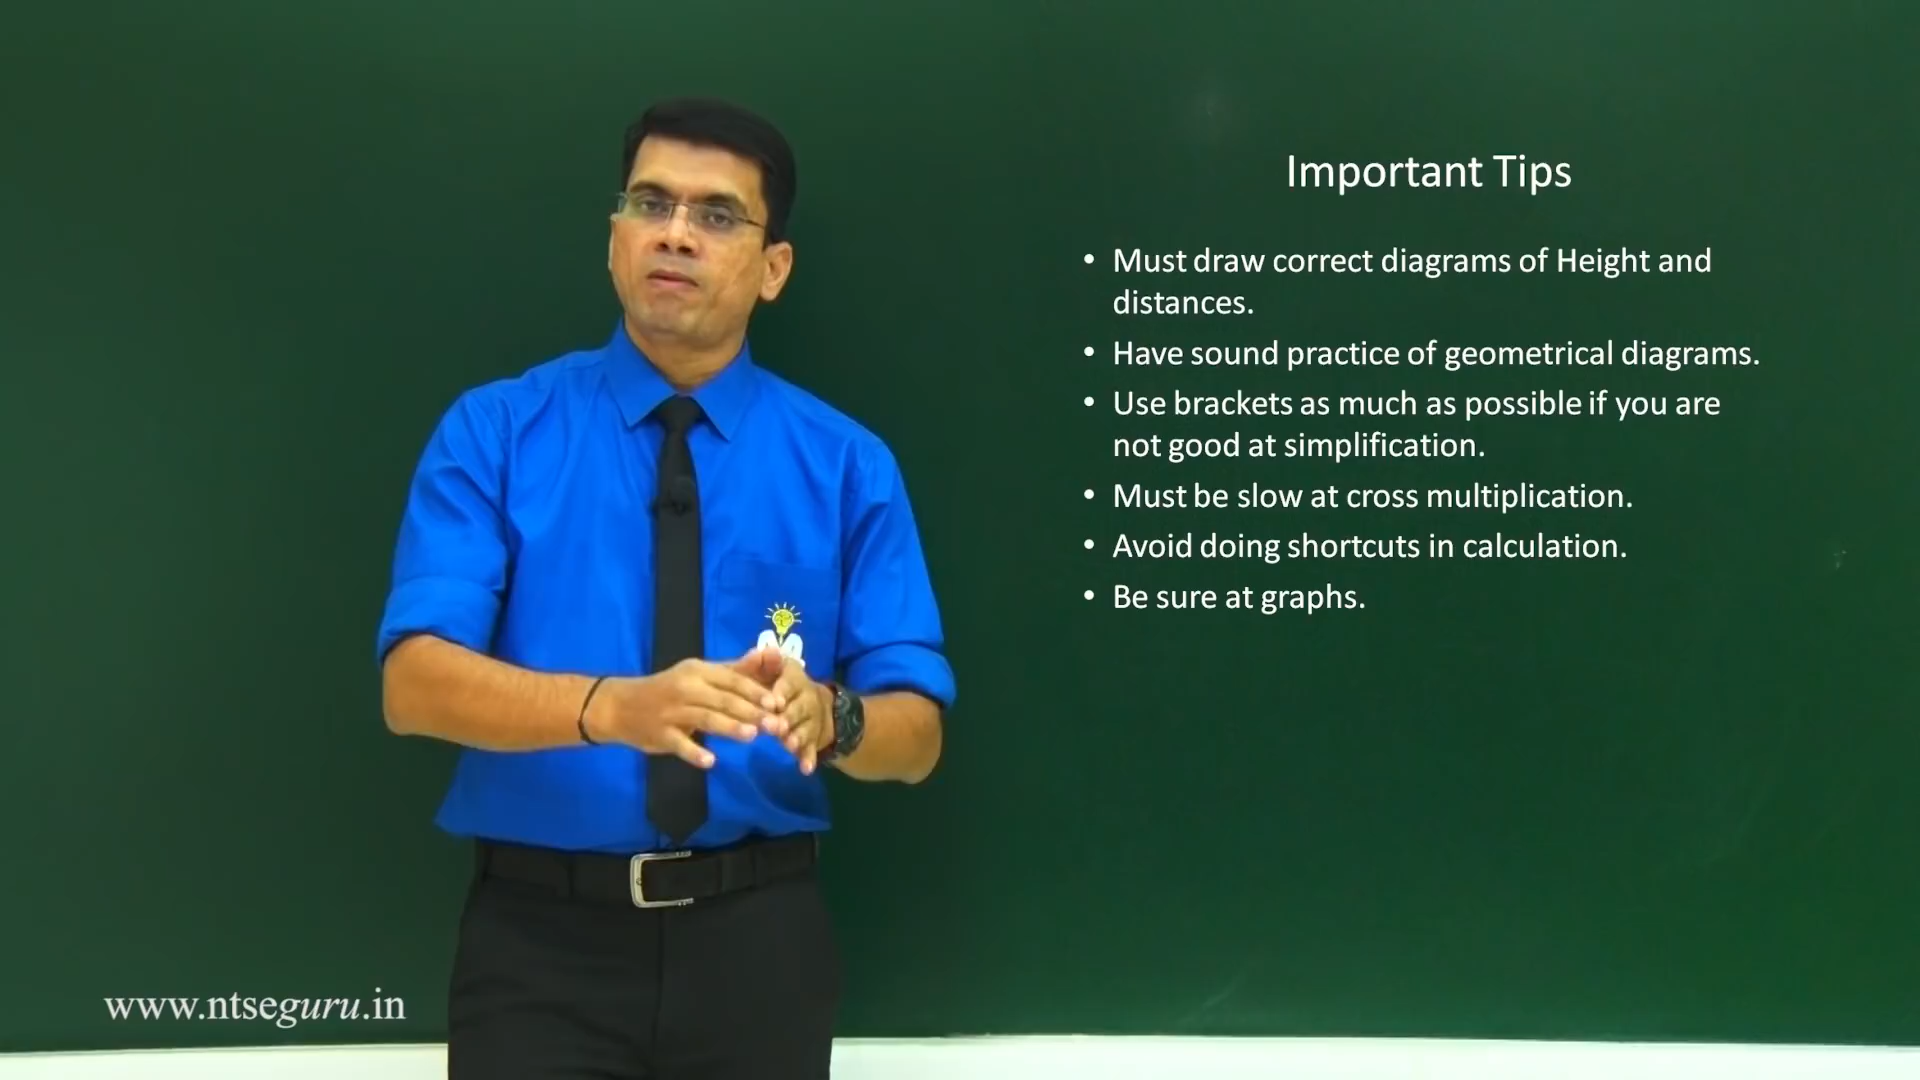 Important Tips
• Must draw correct diagrams of Height and
distances.
• Have sound practice of geometrical diagrams.
• Use brackets as much as possible if you are
not good at simplification.
• Must be slow at cross multiplication.
• Avoid doing shortcuts in calculation.
• Be sure at graphs.
www.ntseguru.in